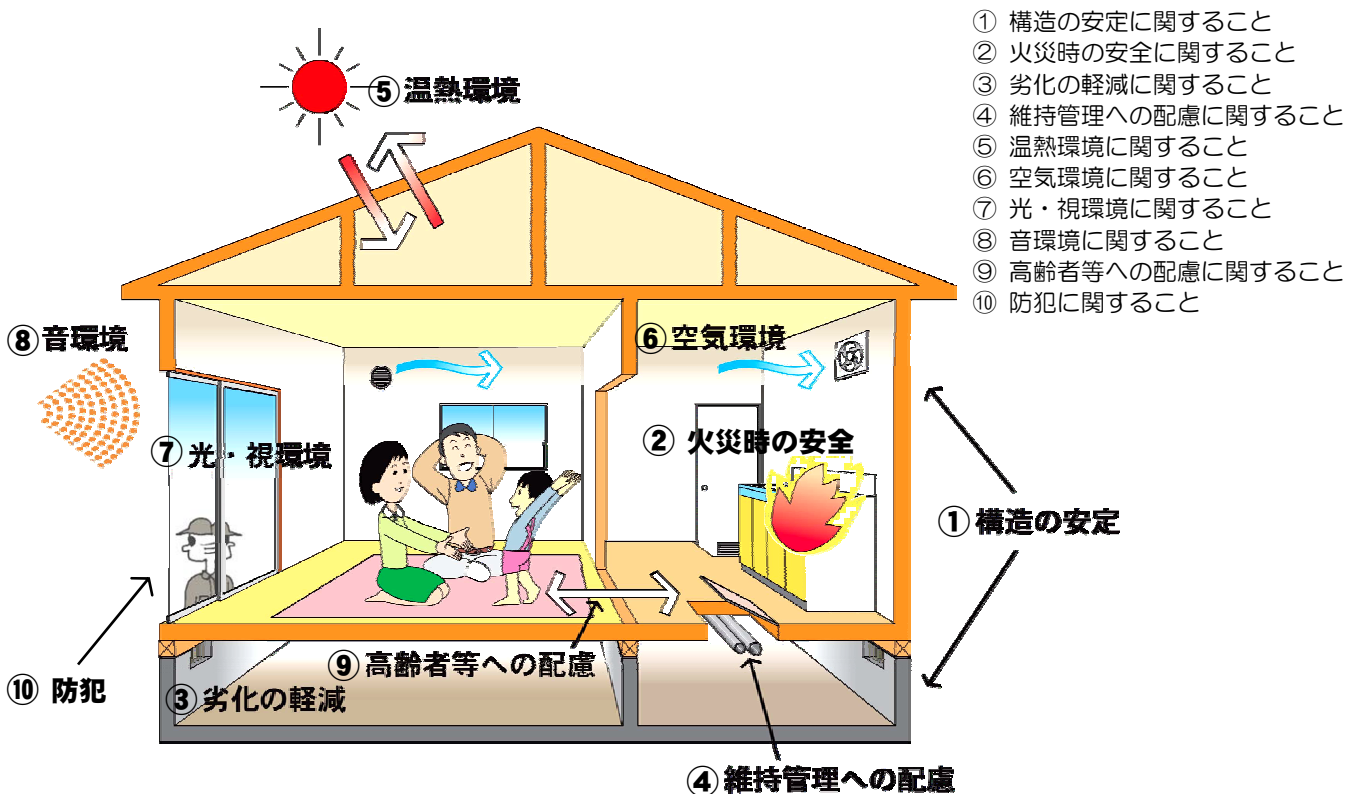 ① 構造の安定に関すること
② 火災時の安全に関すること
③ 劣化の軽減に関すること
④ 維持管理への配慮に関すること
⑤ 温熱環境に関すること
⑥ 空気環境に関すること
⑦ 光・視環境に関すること
⑧ 音環境に関すること
⑨ 高齢者等への配慮に関すること
⑩ 防犯に関すること
⑤温熱環境
⑧音環境
⑥空気環境
⑦光・視環境
②火災時の安全
①構造の安定
⑨高齢者等への配慮
⑩防犯
③劣化の軽減
④維持管理への配慮